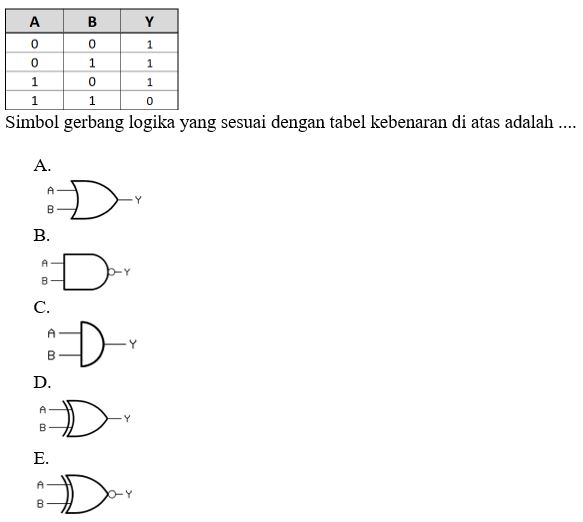 A B Y
0 0 1
0 1 1
1 0 1
1 1 0
Simbol gerbang logika yang sesuai dengan tabel kebenaran di atas adalah ....
A.
A
Y
B
B.
A
Y
B
C.
A
Y
B
D.
A
Y
B
E.
A
Y
B